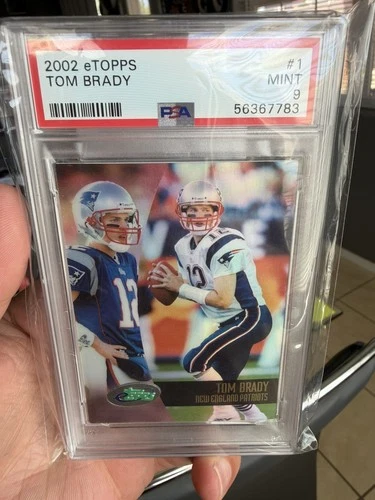 2002 eTOPPS
#1
TOM BRADY
MINT
9
PSA
56367783
12
12
TOM BRADY
NEW ENGLAND PATRIOTS